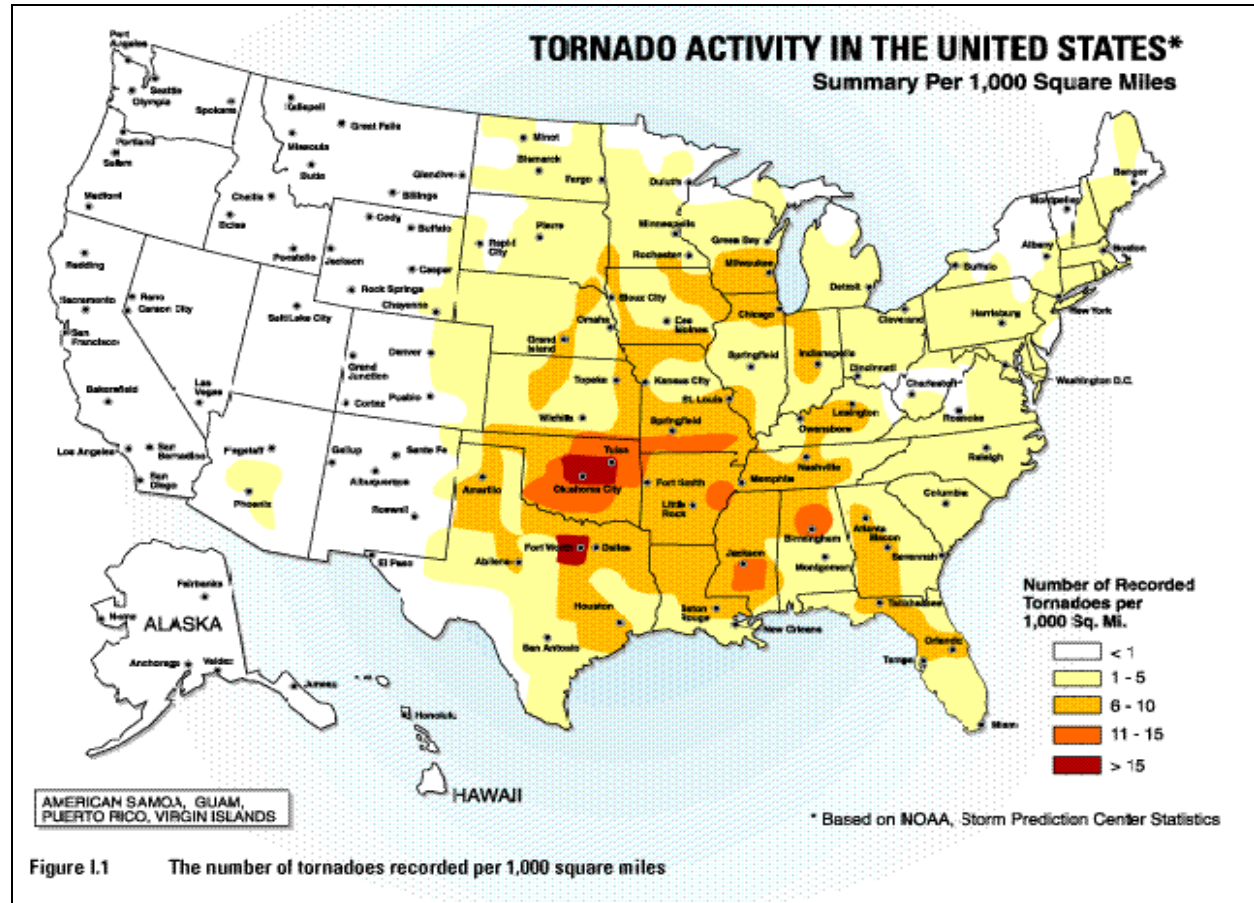 TORNADO ACTIVITY IN THE UNITED STATES*
Summary Per 1,000 Square Miles
Port
Angeles
Seattle
Olympia
Spokane
Portland
Salem
Medford
Kalispell
Great Falls
Missoula
Butte
Glendive
Billings
Challis
Boise
Pocatello
Cody
Buffalo
Jackson
Casper
Rock Springs
Cheyenne
Minot
Bismarck
Fargo
Pierre
Rapid
City
Duluth
Minneapolis
Rochester
Green Bay
Milwaukee
Redding
Sacramento
San
Francisco
Reno
Carson City
Salt Lake City
Las
Vegas
Bakersfield
Los Angeles
San
Bernadino
San
Diego
Grand
Junction
Denver
Pueblo
Cortez
Flagstaff
Phoenix
Gallup
Santa Fe
Albuquerque
Roswell
El Paso
Sioux City
Omaha
Grand
Island
Des
Moines
Topeka
Kansas City
Wichita
St. Louis
Springfield
Chicago
Springfield
Indianapolis
Detroit
Cleveland
Cincinnati
Charleston
Roanoke
Lexington
Owensboro
Nashville
Memphis
Tulsa
Oklahoma City
Amarillo
Fort Smith
Little
Rock
Fort Worth
Dallas
Abilene
Houston
San Antonio
Baton
Rouge
New Orleans
Jackson
Birmingham
Montgomery
Atlanta
Macon
Savannah
Columbia
Raleigh
Tallahassee
Orlando
Tampa
Miami
Bangor
Montpelier
Albany
Boston
Buffalo
New York
Harrisburg
Washington D.C.
Fairbanks
Nome
ALASKA
Anchorage
Valdez
Juneau
Honolulu
HAWAII
Number of Recorded
Tornadoes per
1,000 Sq. Mi.
< 1
1 - 5
6 - 10
11 - 15
> 15
AMERICAN SAMOA, GUAM,
PUERTO RICO, VIRGIN ISLANDS
* Based on NOAA, Storm Prediction Center Statistics
Figure I.1 The number of tornadoes recorded per 1,000 square miles